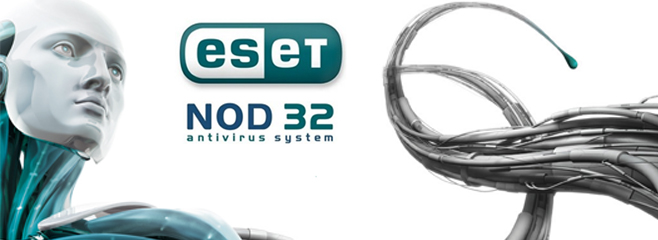 eseT
NOD 32
antivirus system